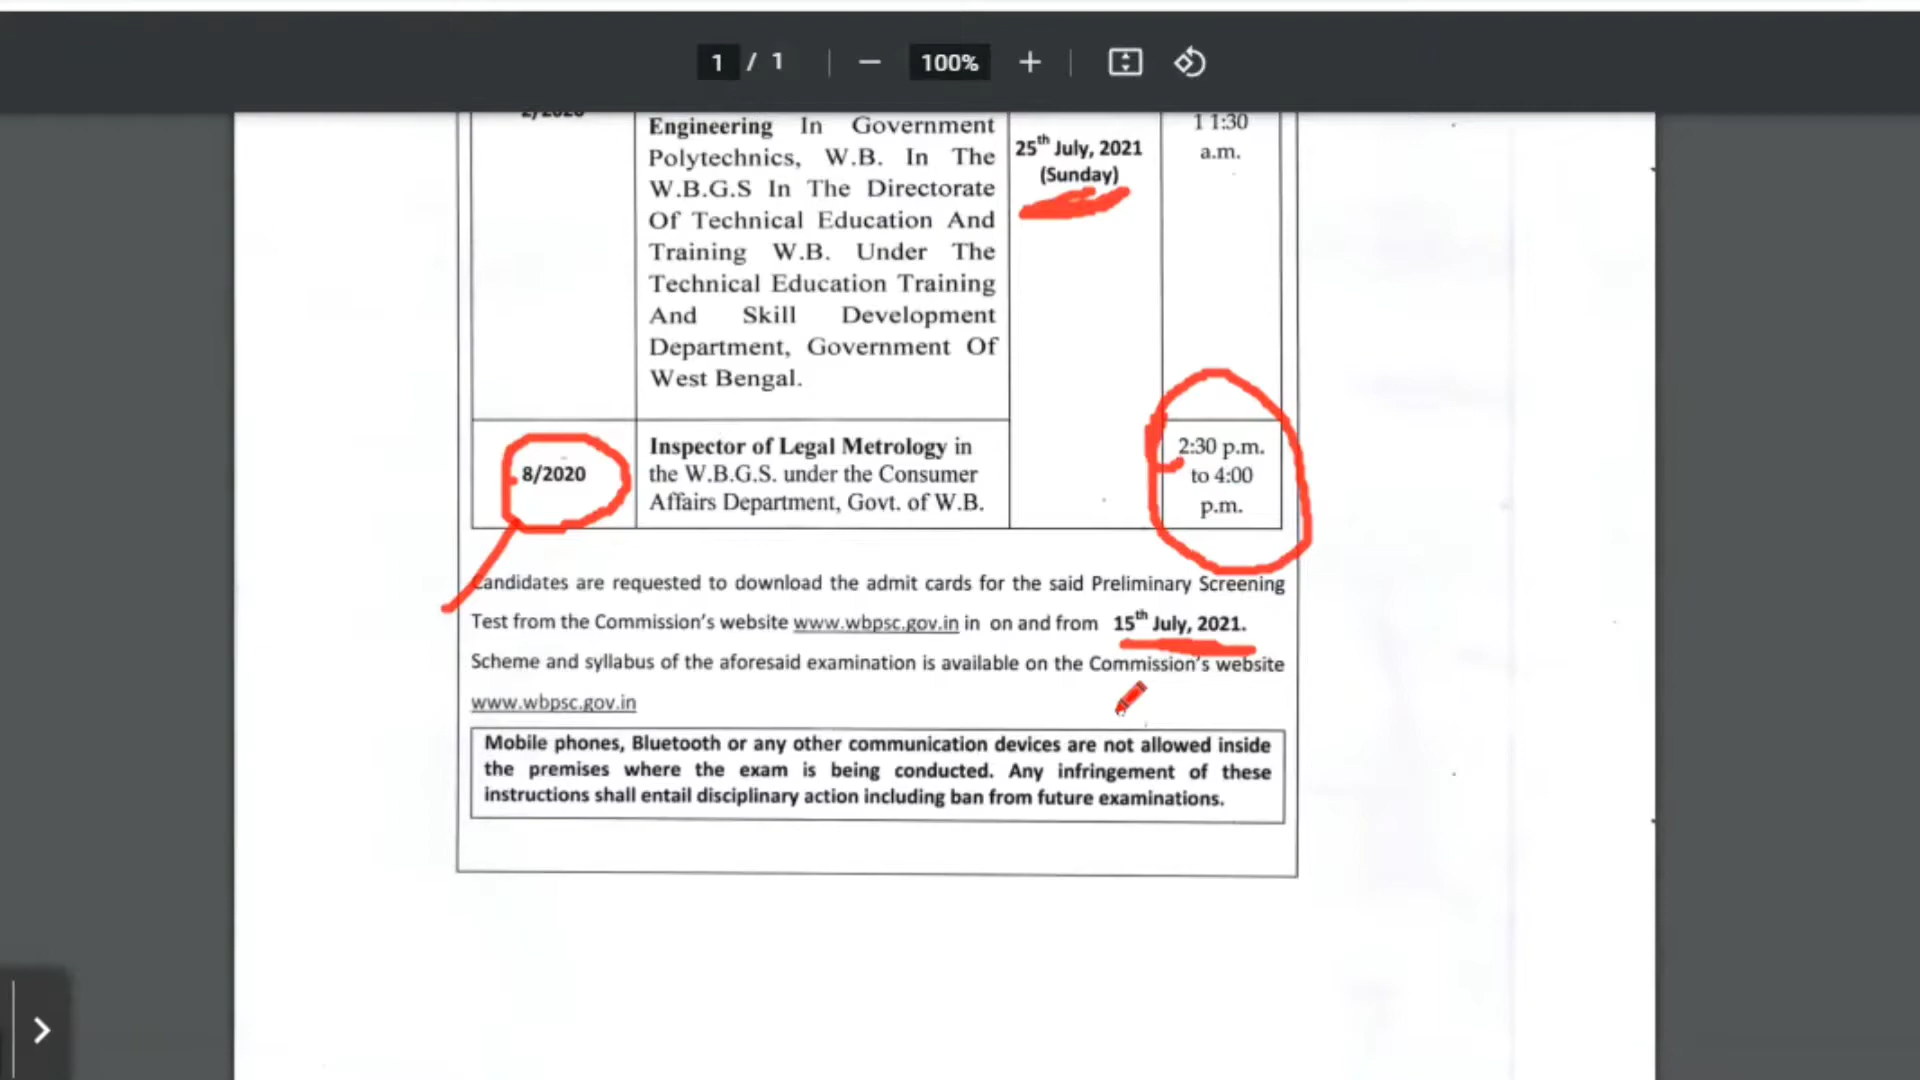 1 / 1 100%
2/2020
Engineering In Government
Polytechnics, W.B. In The
W.B.G.S In The Directorate
Of Technical Education And
Training W.B. Under The
Technical Education Training
And Skill Development
Department, Government Of
West Bengal.
25th July, 2021
(Sunday)
1 1:30
a.m.
8/2020
Inspector of Legal Metrology in
the W.B.G.S. under the Consumer
Affairs Department, Govt. of W.B.
2:30 p.m.
to 4:00
p.m.
Candidates are requested to download the admit cards for the said Preliminary Screening
Test from the Commission's website www.wbpsc.gov.in in on and from 15th July, 2021.
Scheme and syllabus of the aforesaid examination is available on the Commission's website
www.wbpsc.gov.in
Mobile phones, Bluetooth or any other communication devices are not allowed inside
the premises where the exam is being conducted. Any infringement of these
instructions shall entail disciplinary action including ban from future examinations.